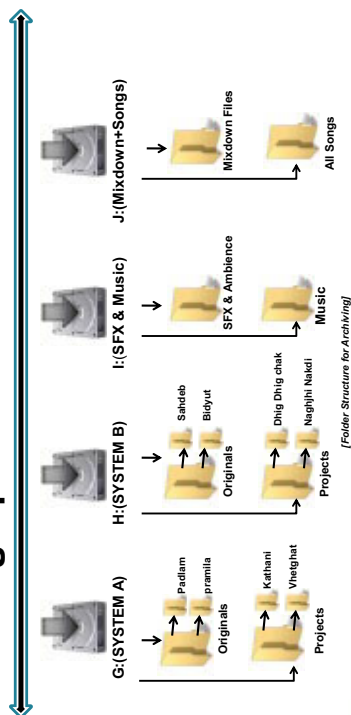 G:(SYSTEM A)
H:(SYSTEM B)
I:(SFX & Music)
J:(Mixdown+Songs)
Padlam
pramila
Originals
Sahdeb
Bidyut
Originals
SFX & Ambience
Mixdown Files
Kathani
Vhetghat
Projects
Dhig Dhig chak
Naghjhi Nakdi
Projects
Music
All Songs
[Folder Structure for Archiving]